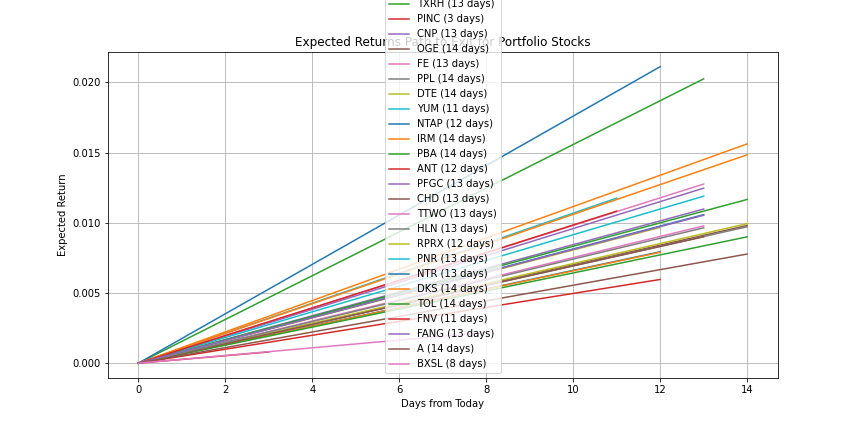 TXRH (13 days)
PINC (3 days)
CNP (13 days)
Expected Returns Path to Exit for Portfolio Stocks
OGE (14 days)
FE (13 days)
PPL (14 days)
DTE (14 days)
YUM (11 days)
NTAP (12 days)
IRM (14 days)
PBA (14 days)
ANT (12 days)
PFGC (13 days)
CHD (13 days)
TTWO (13 days)
HLN (13 days)
RPRX (12 days)
PNR (13 days)
NTR (13 days)
DKS (14 days)
TOL (14 days)
FNV (11 days)
FANG (13 days)
A (14 days)
BXSL (8 days)
Expected Return
0.020
0.015
0.010
0.005
0.000
0 2 4 6 8 10 12 14
Days from Today